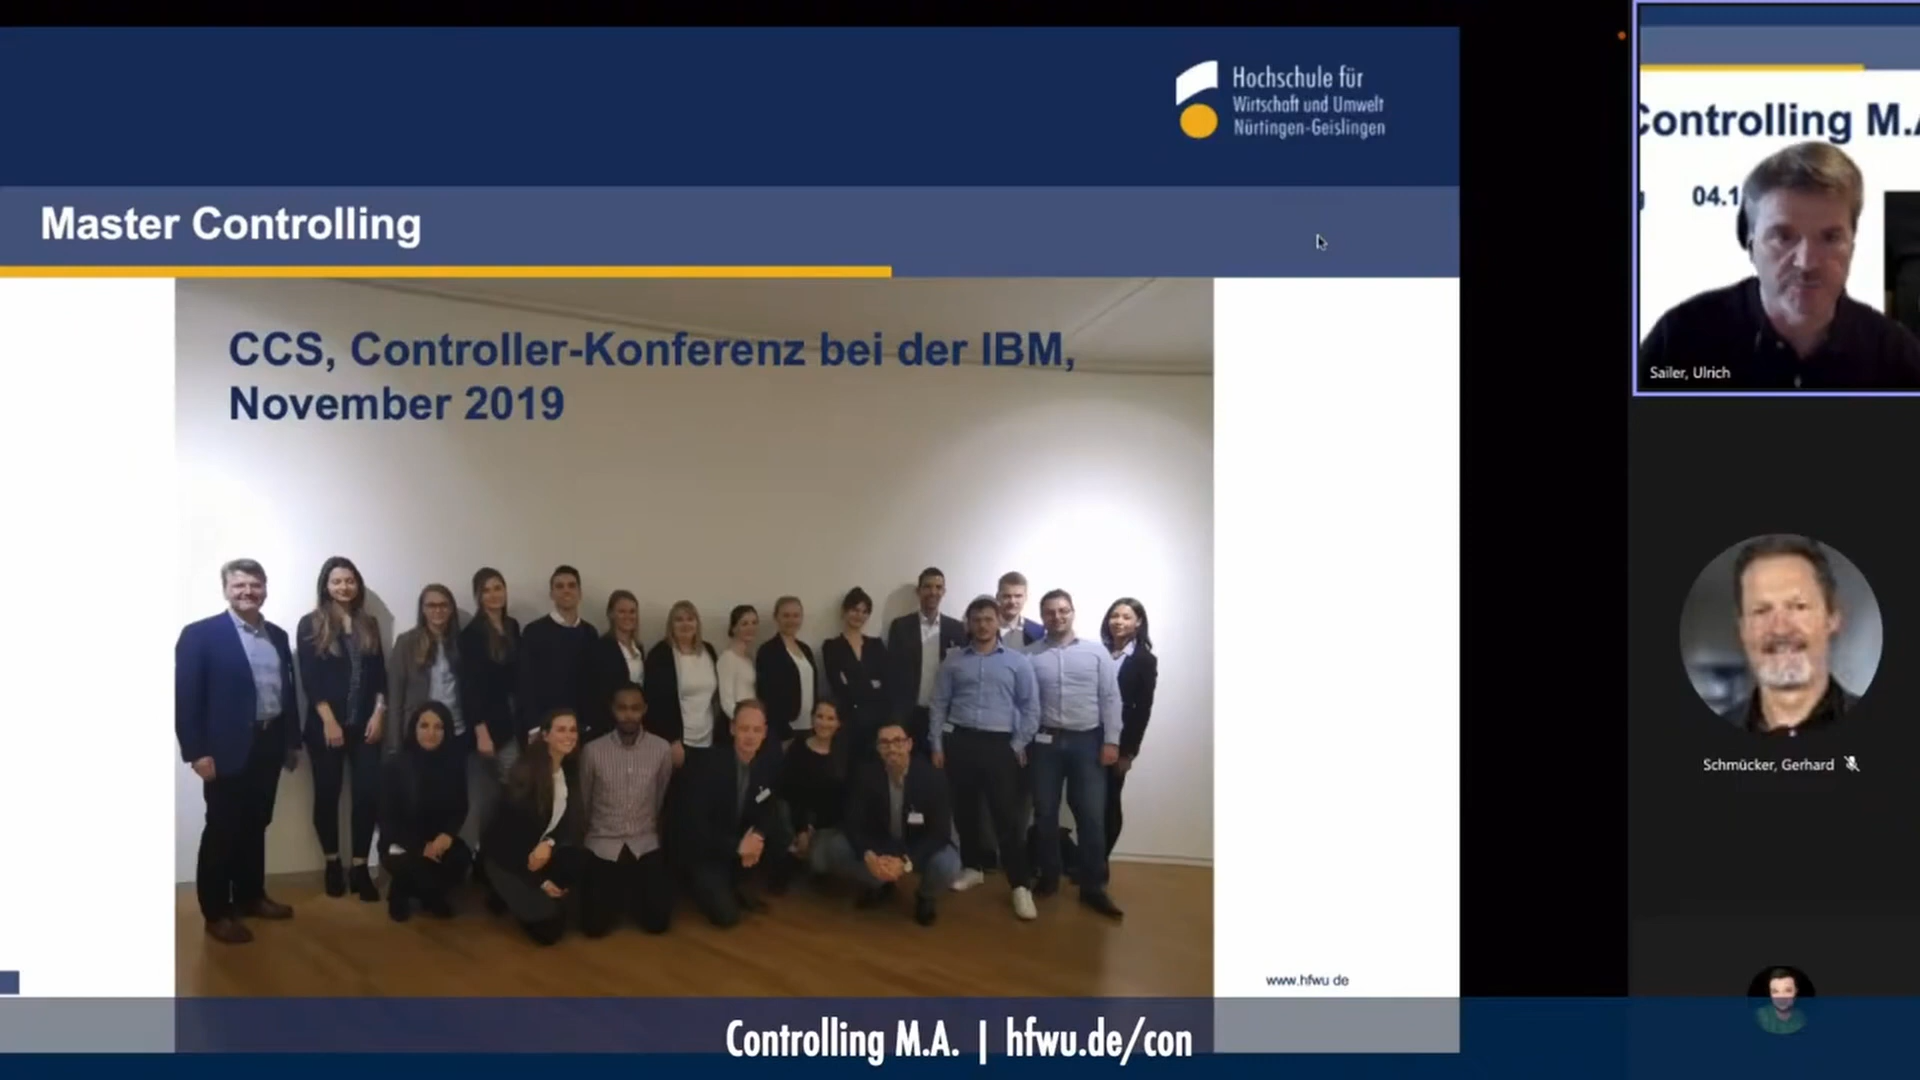 Hochschule für
Wirtschaft und Umwelt
Nürtingen-Geislingen
Master Controlling
CCS, Controller-Konferenz bei der IBM,
November 2019
www.hfwu de
Controlling M.A. | hfwu.de/con
Controlling M.
04.1
Sailer, Ulrich
Schmücker, Gerhard